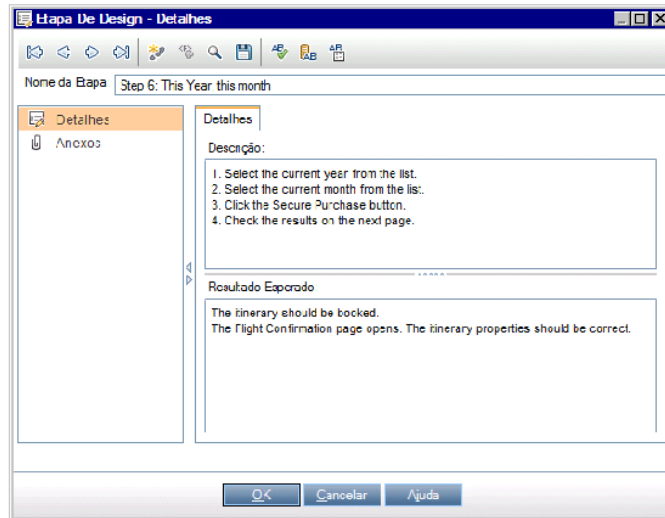 Etapa De Design - Detalhes
Nome da Etapa Step 6: This Year this month
Detalhes
Anexos
Detalhes
Descrição:
1. Select the current year from the list.
2. Select the current month from the list.
3. Click the Secure Purchase button.
4. Check the results on the next page.
Resultado Esperado
The itinerary should be booked.
The Flight Confirmation page opens. The itinerary properties should be correct.
OK Cancelar Ajuda